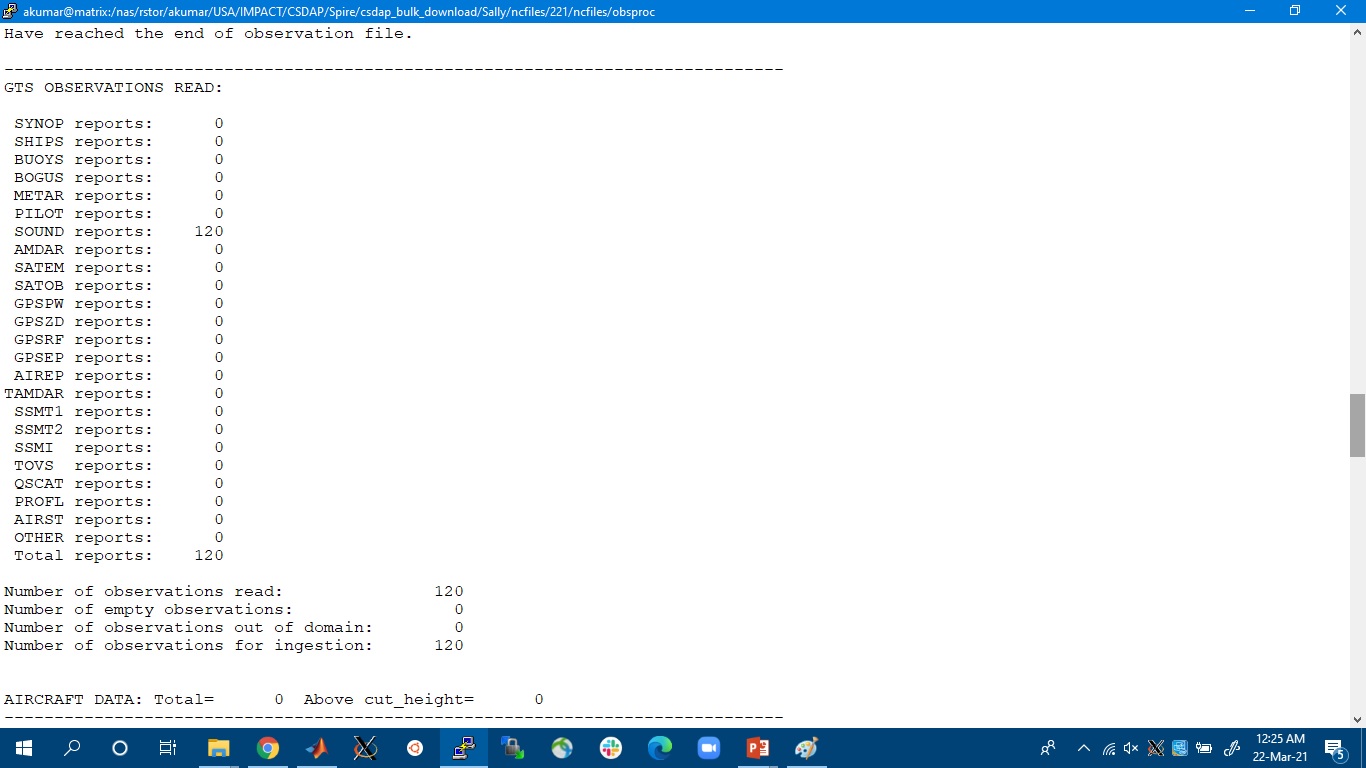 akumar@matrix:/nas/rstor/akumar/USA/IMPACT/CSDAP/Spire/csdap_bulk_download/Sally/ncfiles/221/ncfiles/obsproc
Have reached the end of observation file.
------------------------------------------------------------------------------
GTS OBSERVATIONS READ:
SYNOP reports: 0
SHIPS reports: 0
BUOYS reports: 0
BOGUS reports: 0
METAR reports: 0
PILOT reports: 0
SOUND reports: 120
AMDAR reports: 0
SATEM reports: 0
SATOB reports: 0
GPSPW reports: 0
GPSZD reports: 0
GPSRF reports: 0
GPSEP reports: 0
AIREP reports: 0
TAMDAR reports: 0
SSMT1 reports: 0
SSMT2 reports: 0
SSMI reports: 0
TOVS reports: 0
QSCAT reports: 0
PROFL reports: 0
AIRST reports: 0
OTHER reports: 0
Total reports: 120
Number of observations read: 120
Number of empty observations: 0
Number of observations out of domain: 0
Number of observations for ingestion: 120
AIRCRAFT DATA: Total= 0 Above cut_height= 0
------------------------------------------------------------------------------
12:25 AM
22-Mar-21
5